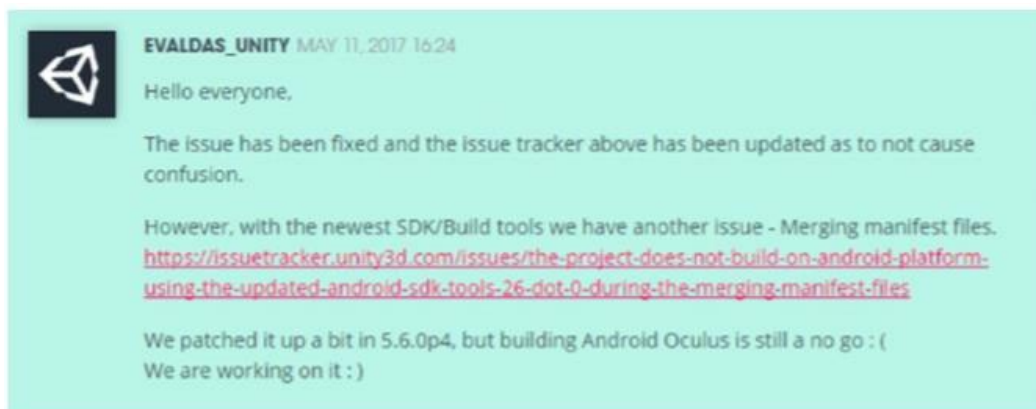 EVALDAS_UNITY MAY 11, 2017 16:24
Hello everyone,
The issue has been fixed and the issue tracker above has been updated as to not cause
confusion.
However, with the newest SDK/Build tools we have another issue - Merging manifest files.
https://issuetracker.unity3d.com/issues/the-project-does-not-build-on-android-platform-
using-the-updated-android-sdk-tools-26-dot-0-during-the-merging-manifest-files
We patched it up a bit in 5.6.0p4, but building Android Oculus is still a no go : (
We are working on it : )